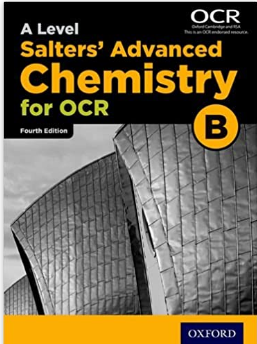 OCR
Oxford Cambridge and RSA
This is an OCR endorsed resource
A Level
Salters' Advanced
Chemistry
for OCR
Fourth Edition
B
OXFORD